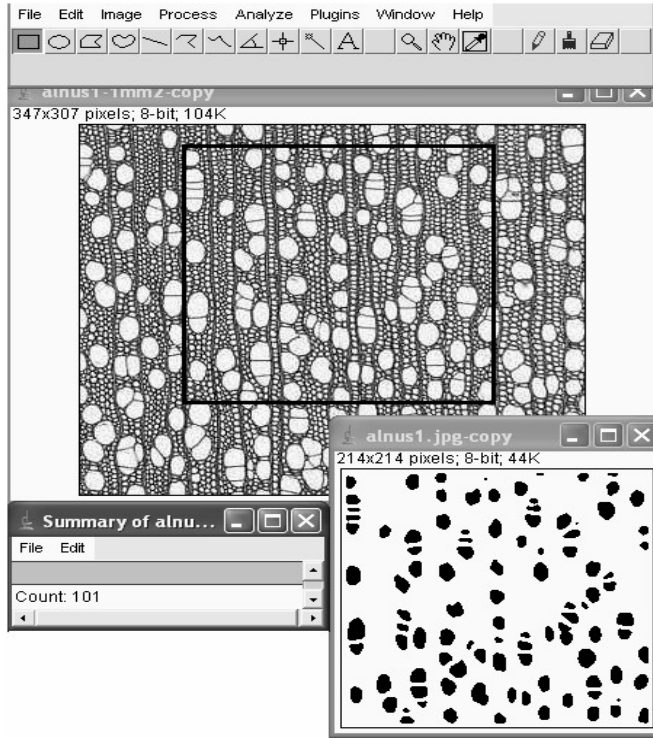 File Edit Image Process Analyze Plugins Window Help
A
alnus1-1mm2-copy
347x307 pixels; 8-bit; 104K
alnus1.jpg-copy
214x214 pixels; 8-bit; 44K
Summary of alnu...
File Edit
Count: 101